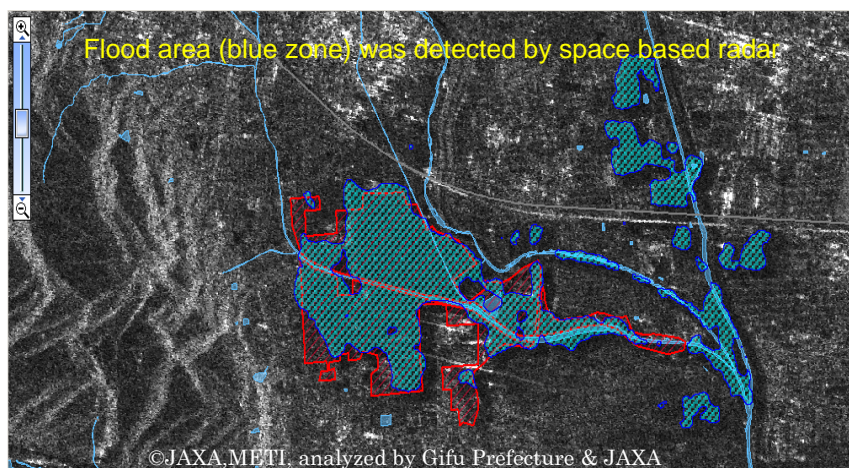 Flood area (blue zone) was detected by space based radar
©JAXA,METI, analyzed by Gifu Prefecture & JAXA